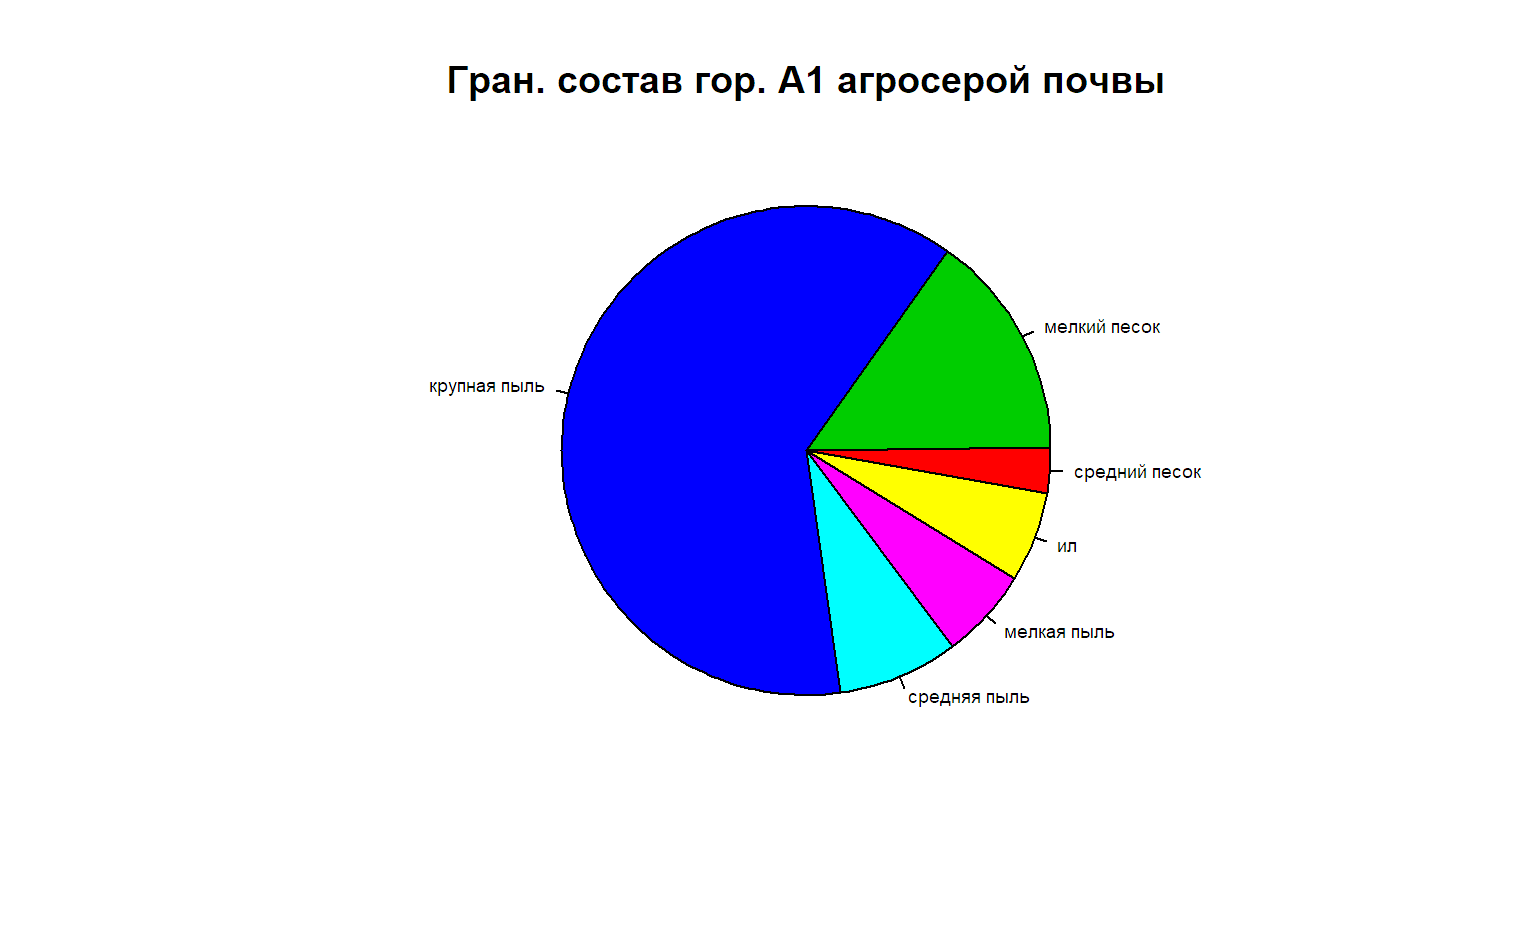 Гран. состав гор. А1 агросерой почвы
мелкий песок
крупная пыль
средний песок
ил
мелкая пыль
средняя пыль